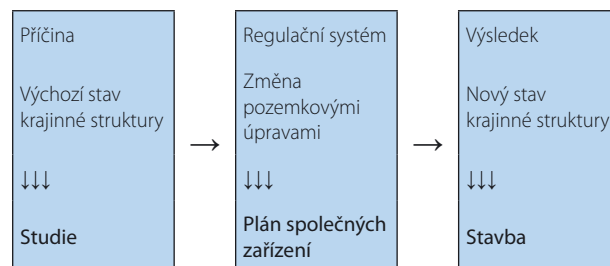 Příčina
Výchozí stav
krajinné struktury
↓↓↓
Studie
→
Regulační systém
Změna
pozemkovými
úpravami
↓↓↓
Plán společných
zařízení
→
Výsledek
Nový stav
krajinné struktury
↓↓↓
Stavba